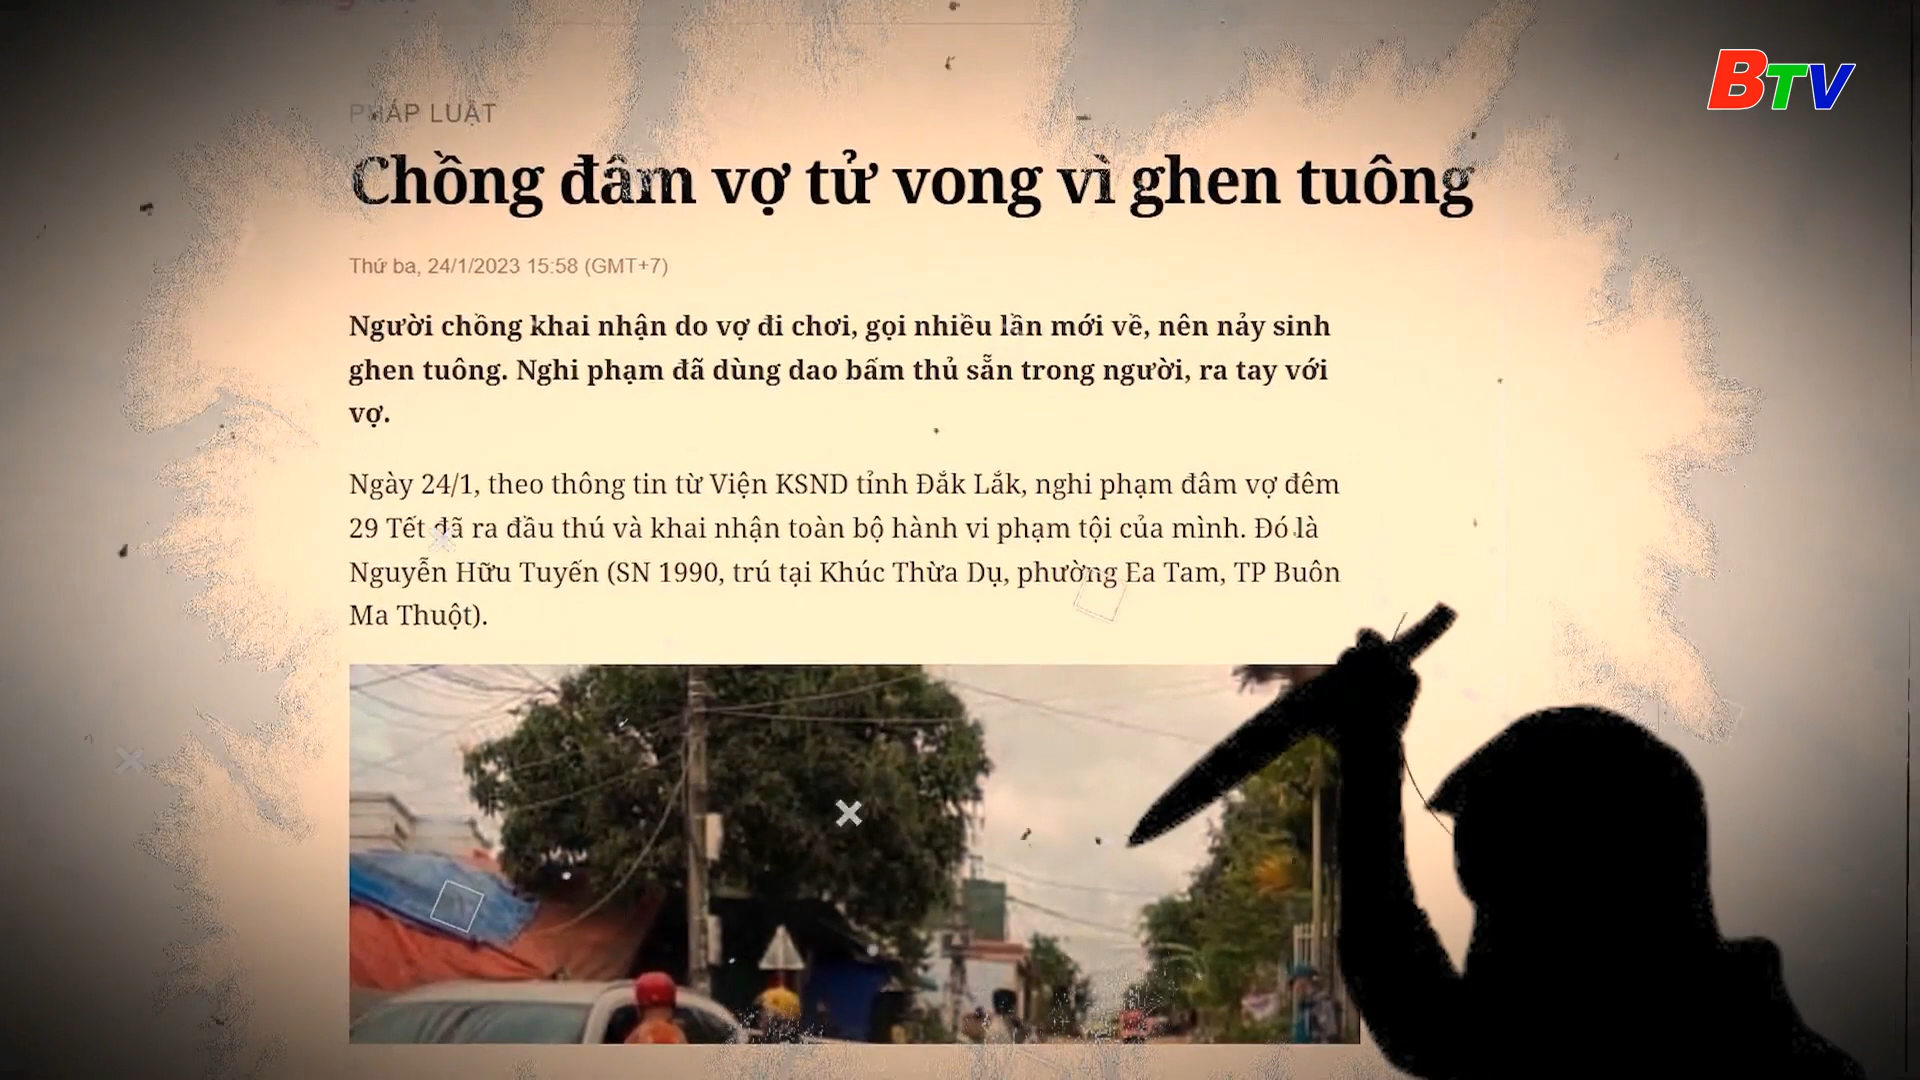 BTV
PHÁP LUẬT
Chồng đâm vợ tử vong vì ghen tuông
Thứ ba, 24/1/2023 15:58 (GMT+7)
Người chồng khai nhận do vợ đi chơi, gọi nhiều lần mới về, nên nảy sinh
ghen tuông. Nghi phạm đã dùng dao bấm thủ sẵn trong người, ra tay với
vợ.
Ngày 24/1, theo thông tin từ Viện KSND tỉnh Đắk Lắk, nghi phạm đâm vợ đêm
29 Tết đã ra đầu thú và khai nhận toàn bộ hành vi phạm tội của mình. Đó là
Nguyễn Hữu Tuyến (SN 1990, trú tại Khúc Thừa Dụ, phường Ea Tam, TP Buôn
Ma Thuột).